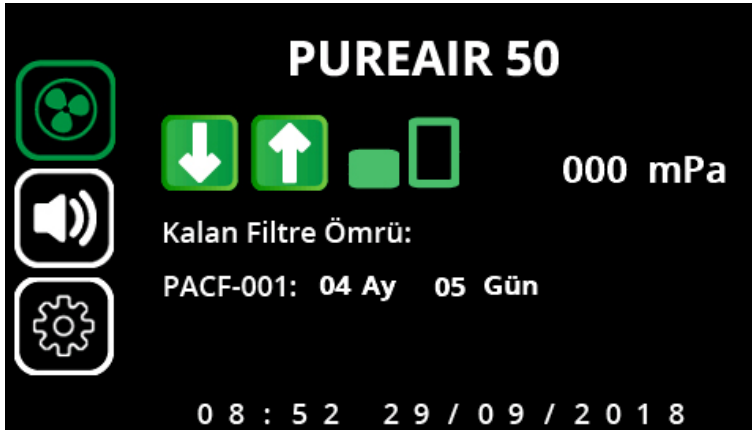 PUREAIR 50
000 mPa
Kalan Filtre Ömrü:
PACF-001: 04 Ay 05 Gün
08:52 29/09/2018